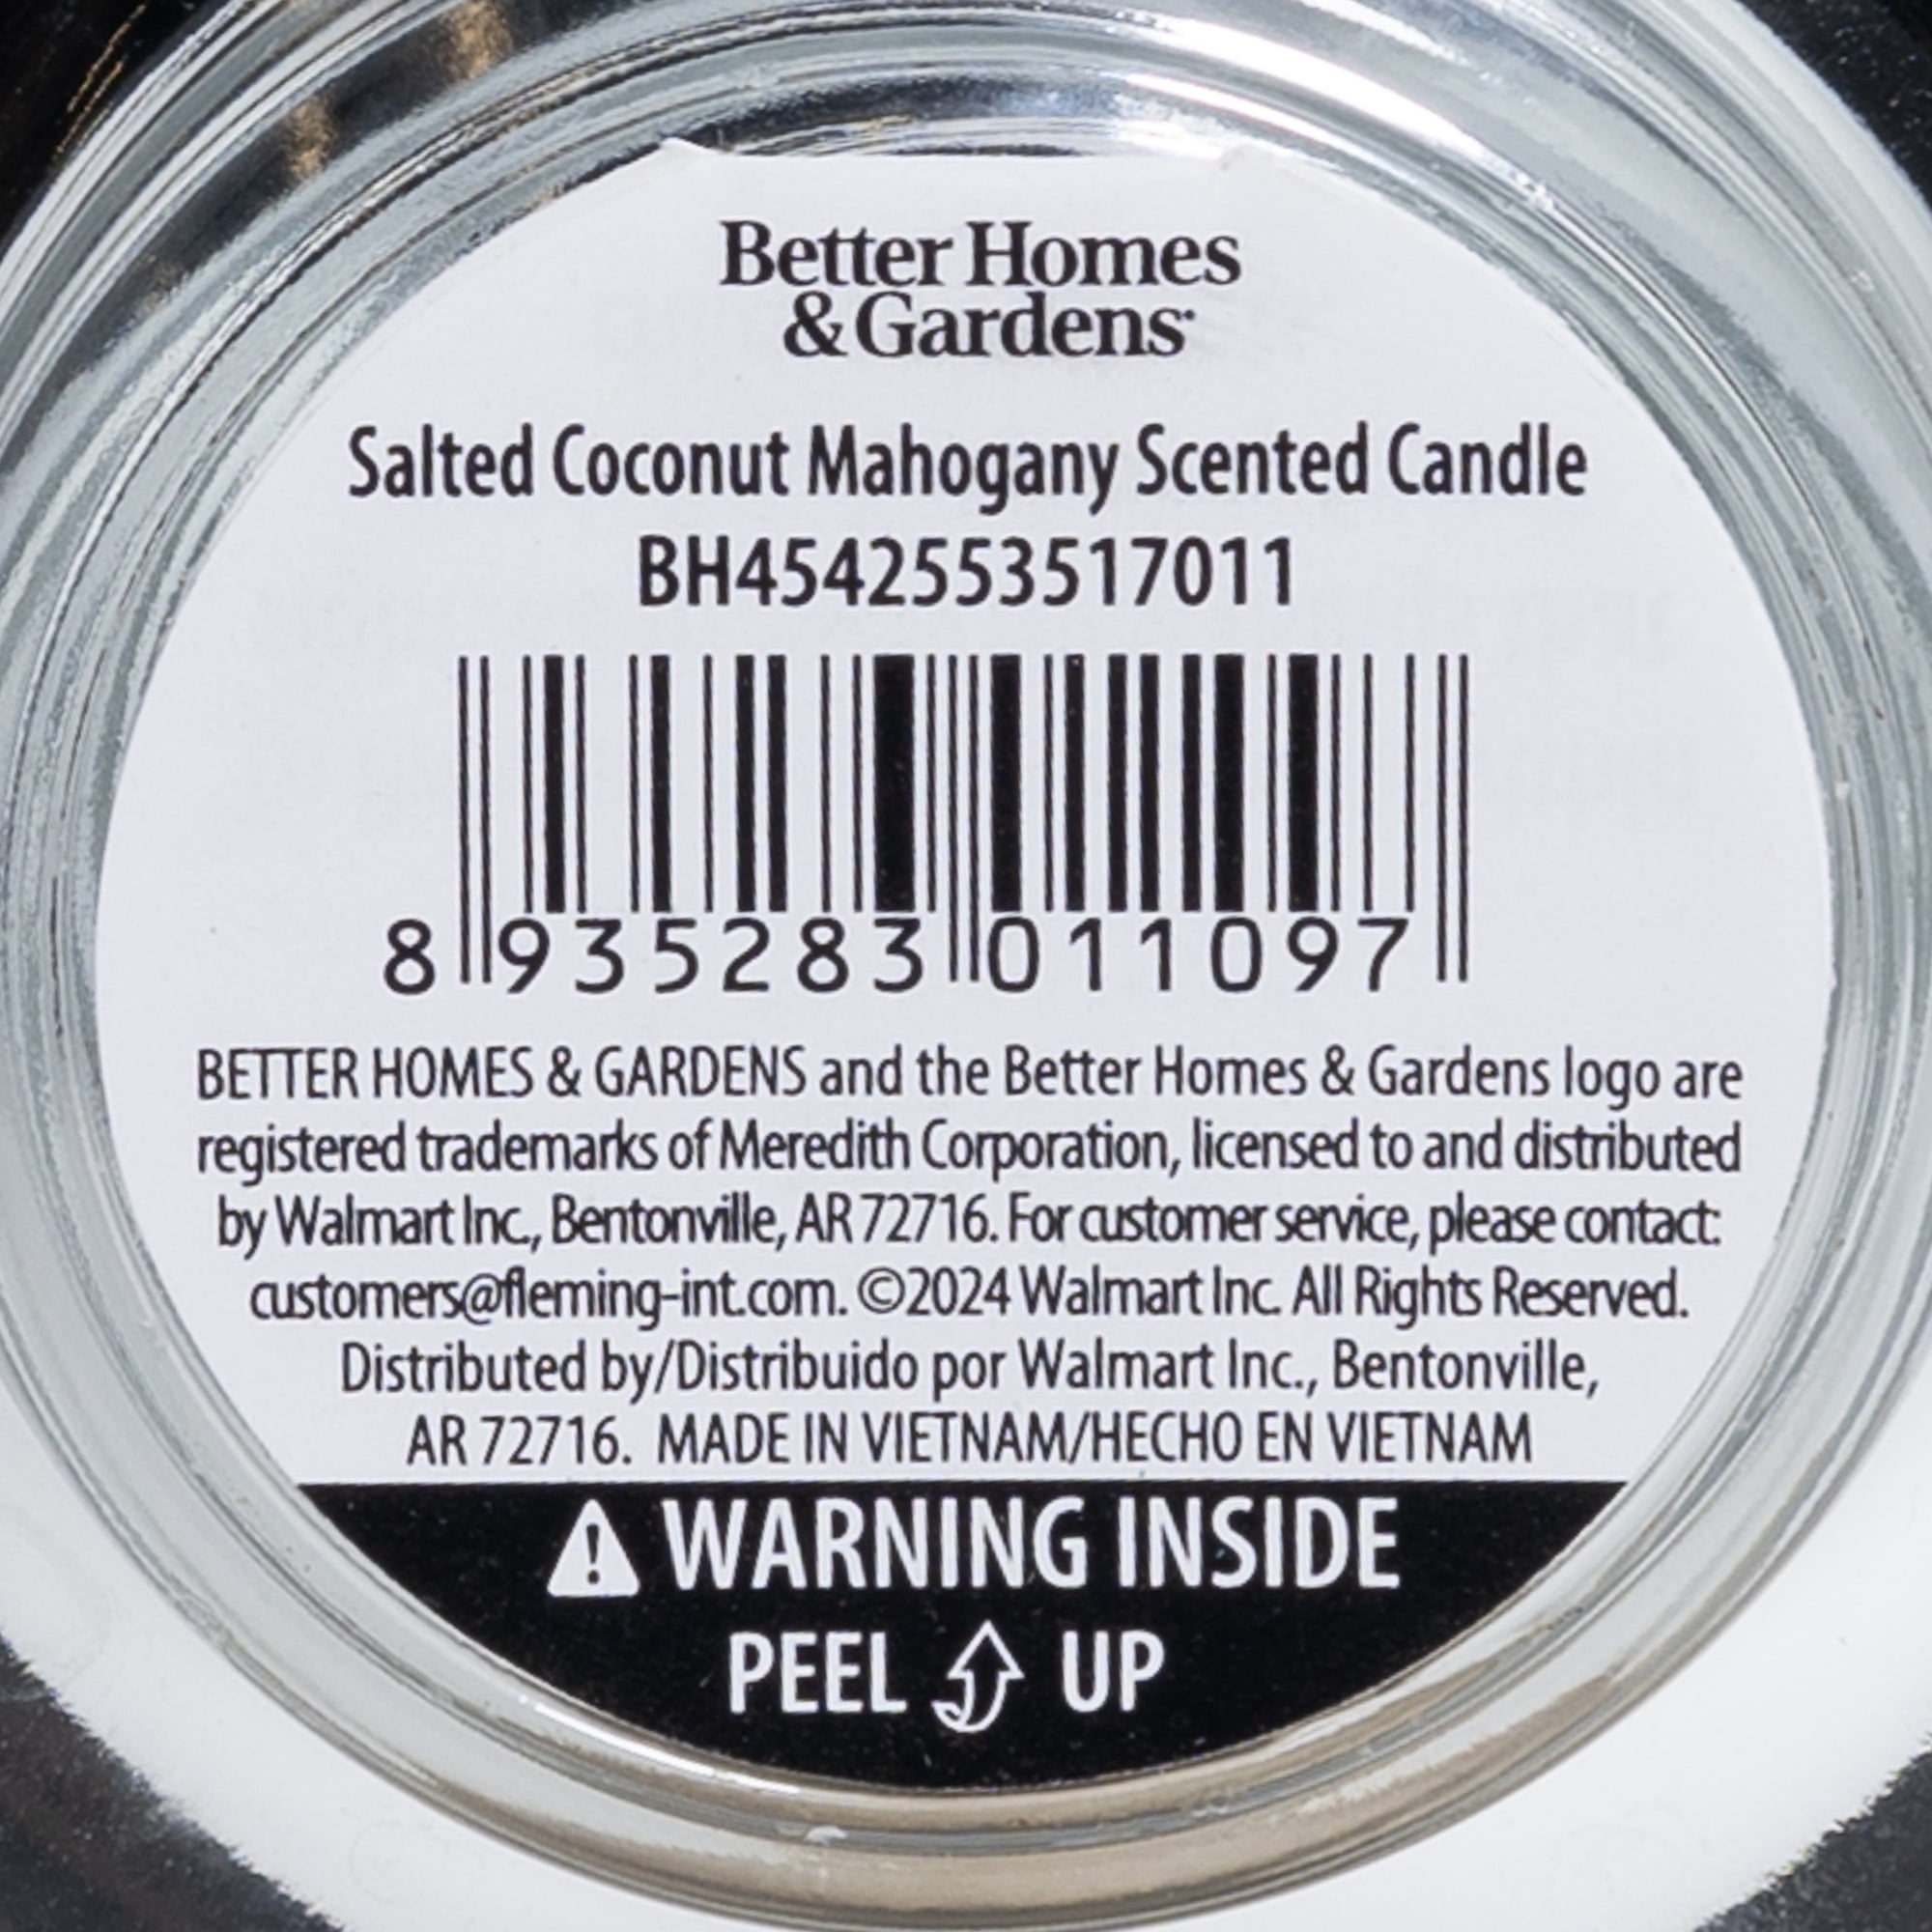 Better Homes
& Gardens
Salted Coconut Mahogany Scented Candle
BH4542553517011
8 935283 011097
BETTER HOMES & GARDENS and the Better Homes & Gardens logo are
registered trademarks of Meredith Corporation, licensed to and distributed
by Walmart Inc., Bentonville, AR 72716. For customer service, please contact:
customers@fleming-int.com. ©2024 Walmart Inc. All Rights Reserved.
Distributed by/Distribuido por Walmart Inc., Bentonville,
AR 72716. MADE IN VIETNAM/HECHO EN VIETNAM
WARNING INSIDE
PEEL UP